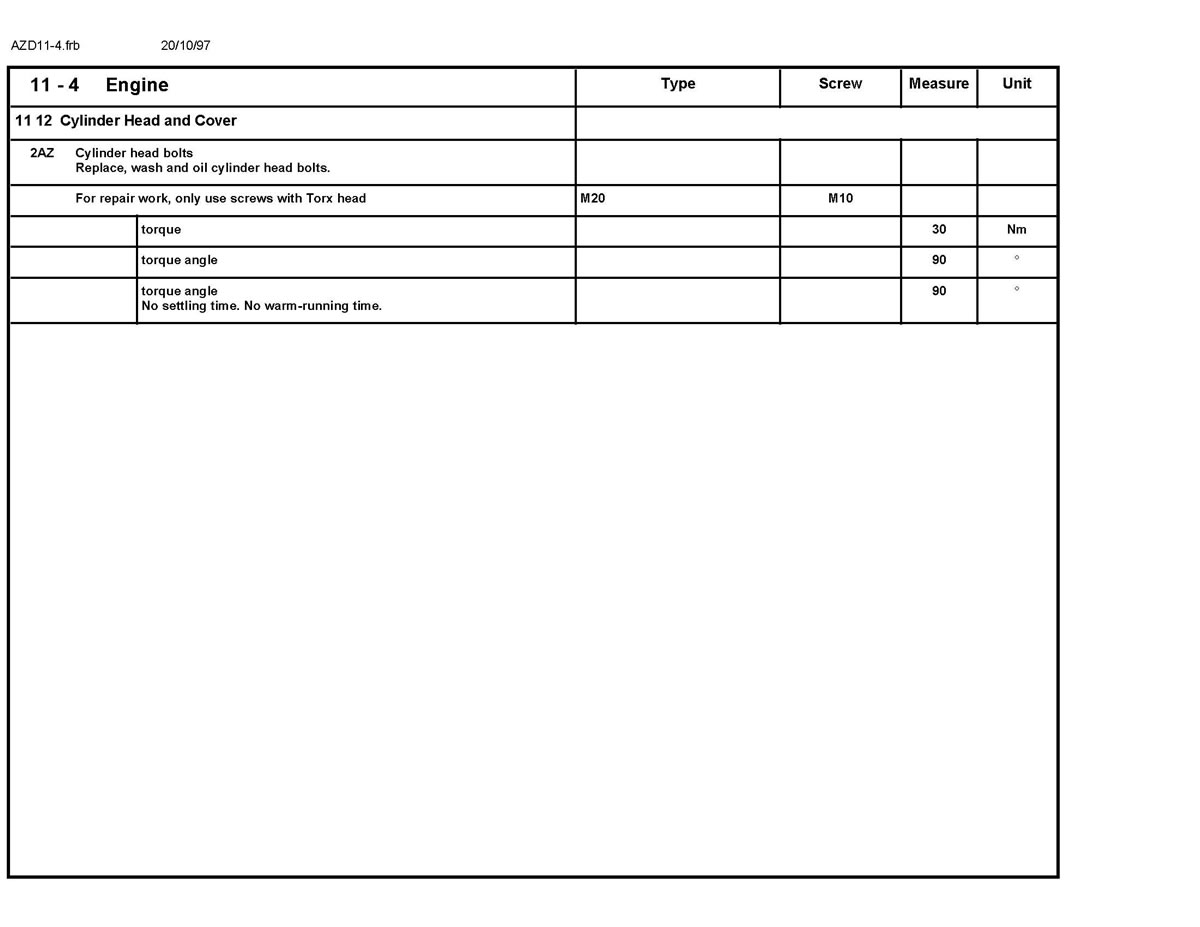 AZD11-4.frb 20/10/97
11 - 4 Engine Type Screw Measure Unit
11 12 Cylinder Head and Cover
2AZ Cylinder head bolts
Replace, wash and oil cylinder head bolts.
For repair work, only use screws with Torx head M20 M10
torque 30 Nm
torque angle 90 °
torque angle 90 °
No settling time. No warm-running time.